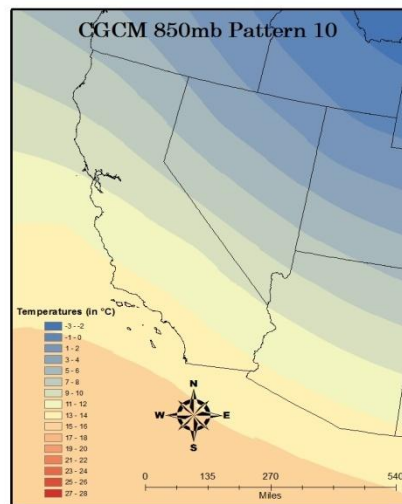 CGCM 850mb Pattern 10
Temperatures (in °C)
-3 - -2
-1 - 0
1 - 2
3 - 4
5 - 6
7 - 8
9 - 10
11 - 12
13 - 14
15 - 16
17 - 18
19 - 20
21 - 22
23 - 24
25 - 26
27 - 28
N
W E
S
0 135 270 540
Miles